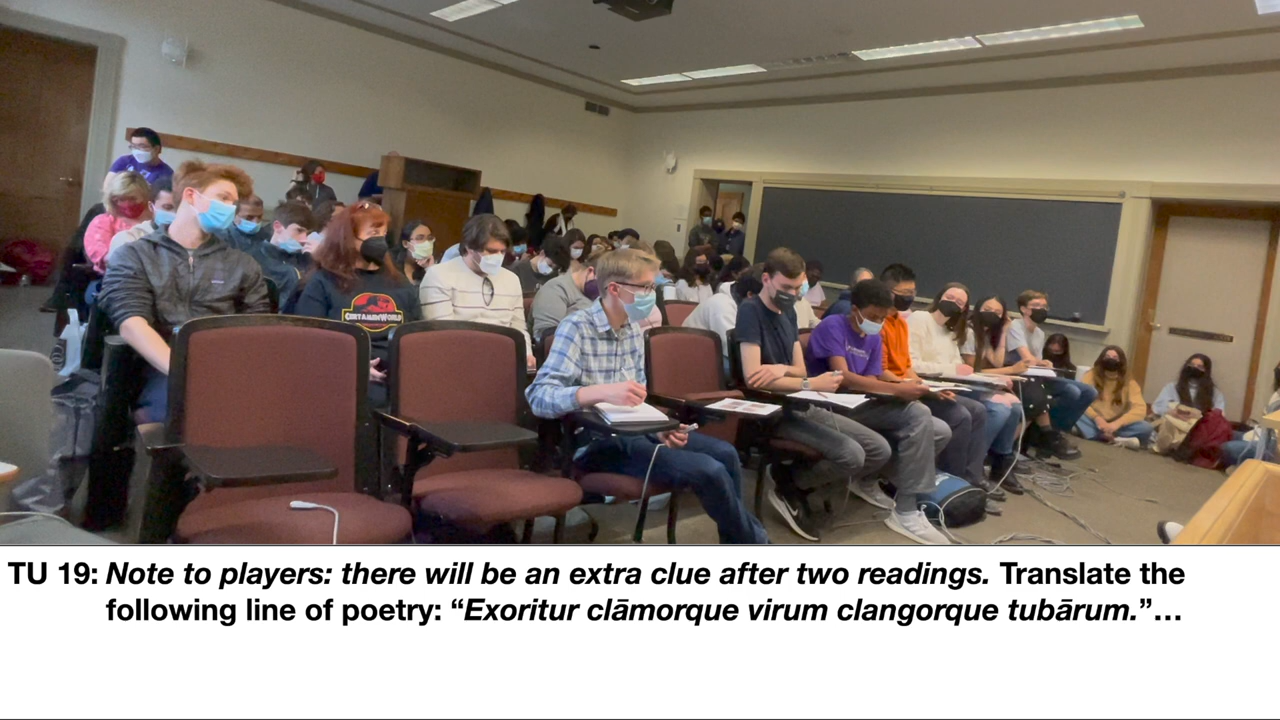 CERTAMENWORLD
TU 19: Note to players: there will be an extra clue after two readings. Translate the
following line of poetry: “Exoritur clāmorque virum clangorque tubārum.”…